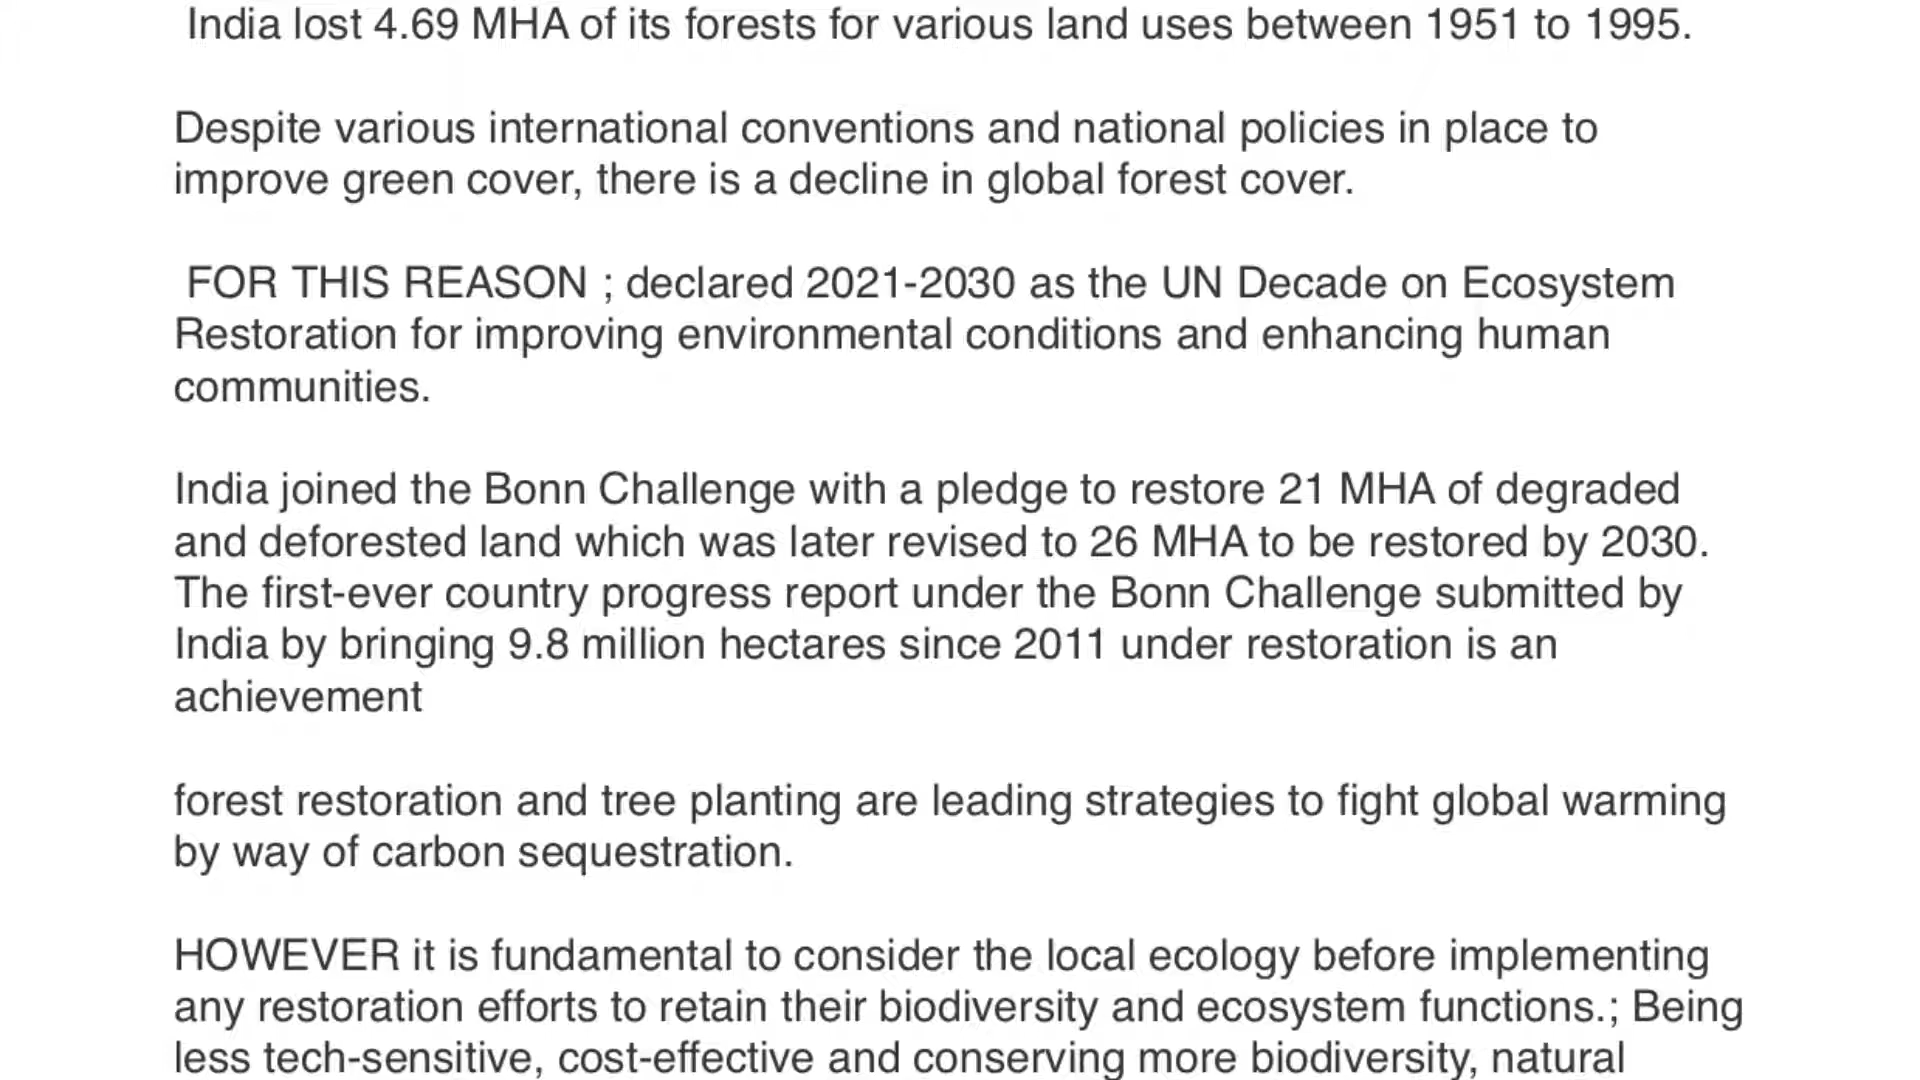 India lost 4.69 MHA of its forests for various land uses between 1951 to 1995.
Despite various international conventions and national policies in place to
improve green cover, there is a decline in global forest cover.
FOR THIS REASON ; declared 2021-2030 as the UN Decade on Ecosystem
Restoration for improving environmental conditions and enhancing human
communities.
India joined the Bonn Challenge with a pledge to restore 21 MHA of degraded
and deforested land which was later revised to 26 MHA to be restored by 2030.
The first-ever country progress report under the Bonn Challenge submitted by
India by bringing 9.8 million hectares since 2011 under restoration is an
achievement
forest restoration and tree planting are leading strategies to fight global warming
by way of carbon sequestration.
HOWEVER it is fundamental to consider the local ecology before implementing
any restoration efforts to retain their biodiversity and ecosystem functions.; Being
less tech-sensitive, cost-effective and conserving more biodiversity, natural